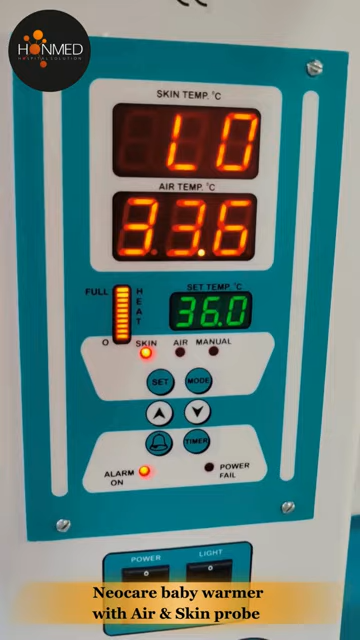 HONMED
HOSPITAL SOLUTION
SKIN TEMP. °C
LO
AIR TEMP. °C
33.6
FULL
HEAT
SET TEMP. °C
36.0
O
SKIN AIR MANUAL
SET MODE
TIMER
ALARM ON
POWER FAIL
POWER LIGHT
Neocare baby warmer
with Air & Skin probe